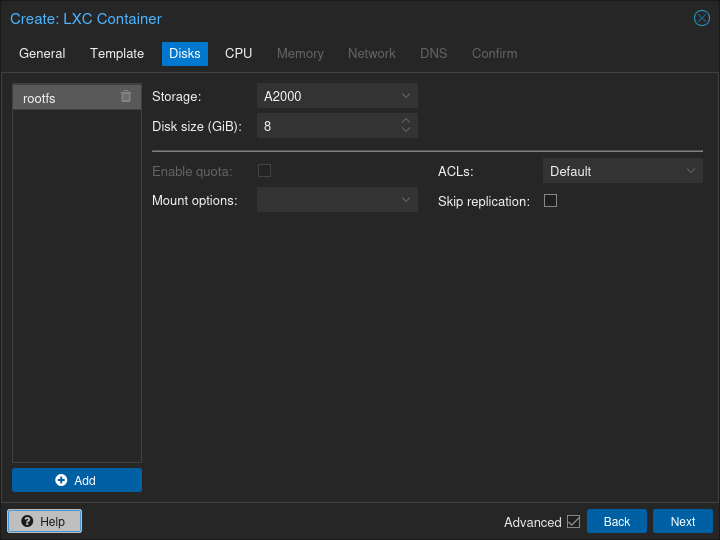 Create: LXC Container
General Template Disks CPU Memory Network DNS Confirm
rootfs
Storage: A2000
Disk size (GiB): 8
Enable quota: ACLs: Default
Mount options: Skip replication:
Add
Help Advanced Back Next